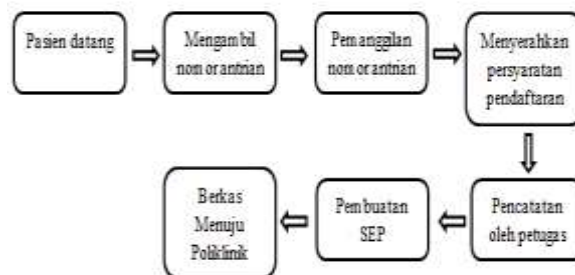 Pasien datang
Mengambil
nomor antrian
Pemanggilan
nomor antrian
Menyerahkan
persyaratan
pendaftaran
Pencatatan
oleh petugas
Pembuatan
SEP
Berkas
Menuju
Poliklinik